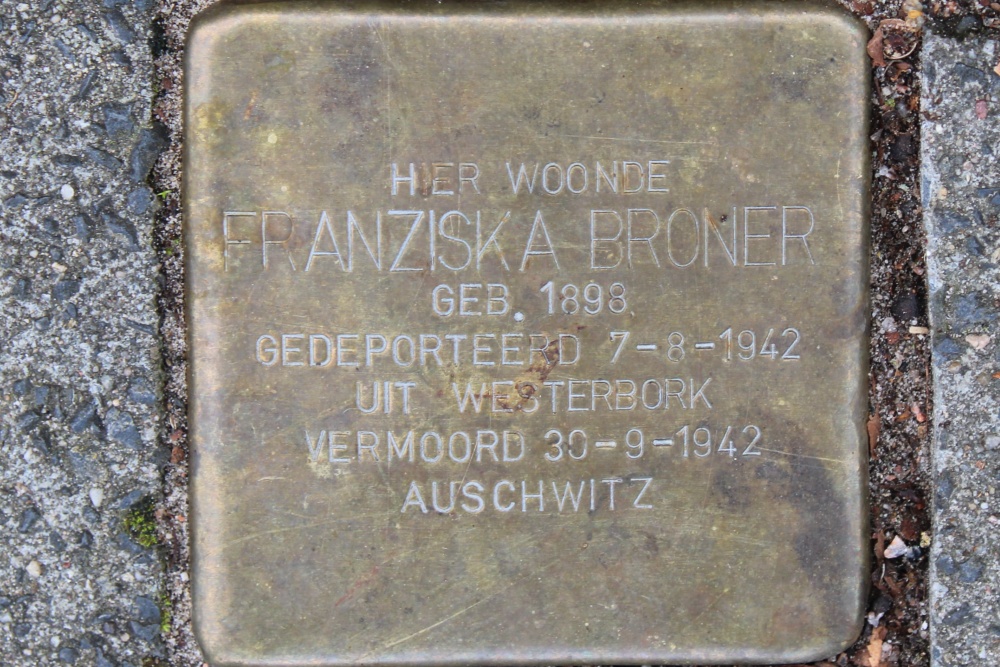 HIER WOONDE
FRANZISKA BRONER
GEB. 1898
GEDEPORTEERD 7-8-1942
UIT WESTERBORK
VERMOORD 30-9-1942
AUSCHWITZ